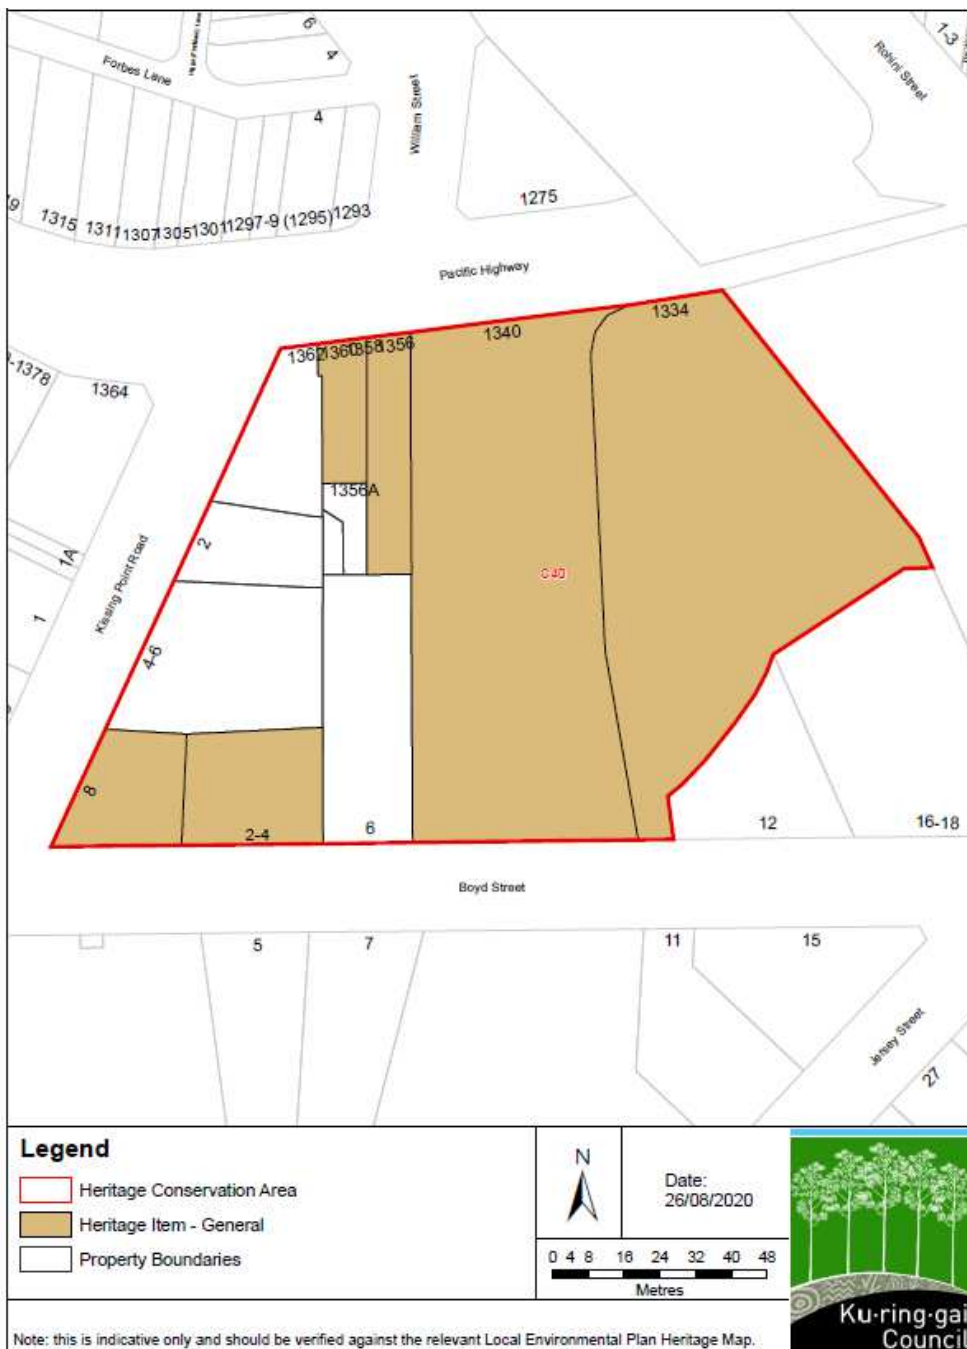 6
4
1-3
Rohini Street
Forbes Lane
William Street
4
1275
19
1315
1311
1307
1305
1301
1297-9
(1295)
1293
Pacific Highway
1334
1340
1362
1360
1358
1356
-1378
1364
1356A
2
1A
C40
Kissing Point Road
1
4-6
8
2-4
6
12
16-18
Boyd Street
5
7
11
15
Jersey Street
27
Legend
Heritage Conservation Area
Heritage Item - General
Property Boundaries
N
Date:
26/08/2020
0 4 8 16 24 32 40 48
Metres
Ku-ring-gai
Council
Note: this is indicative only and should be verified against the relevant Local Environmental Plan Heritage Map.